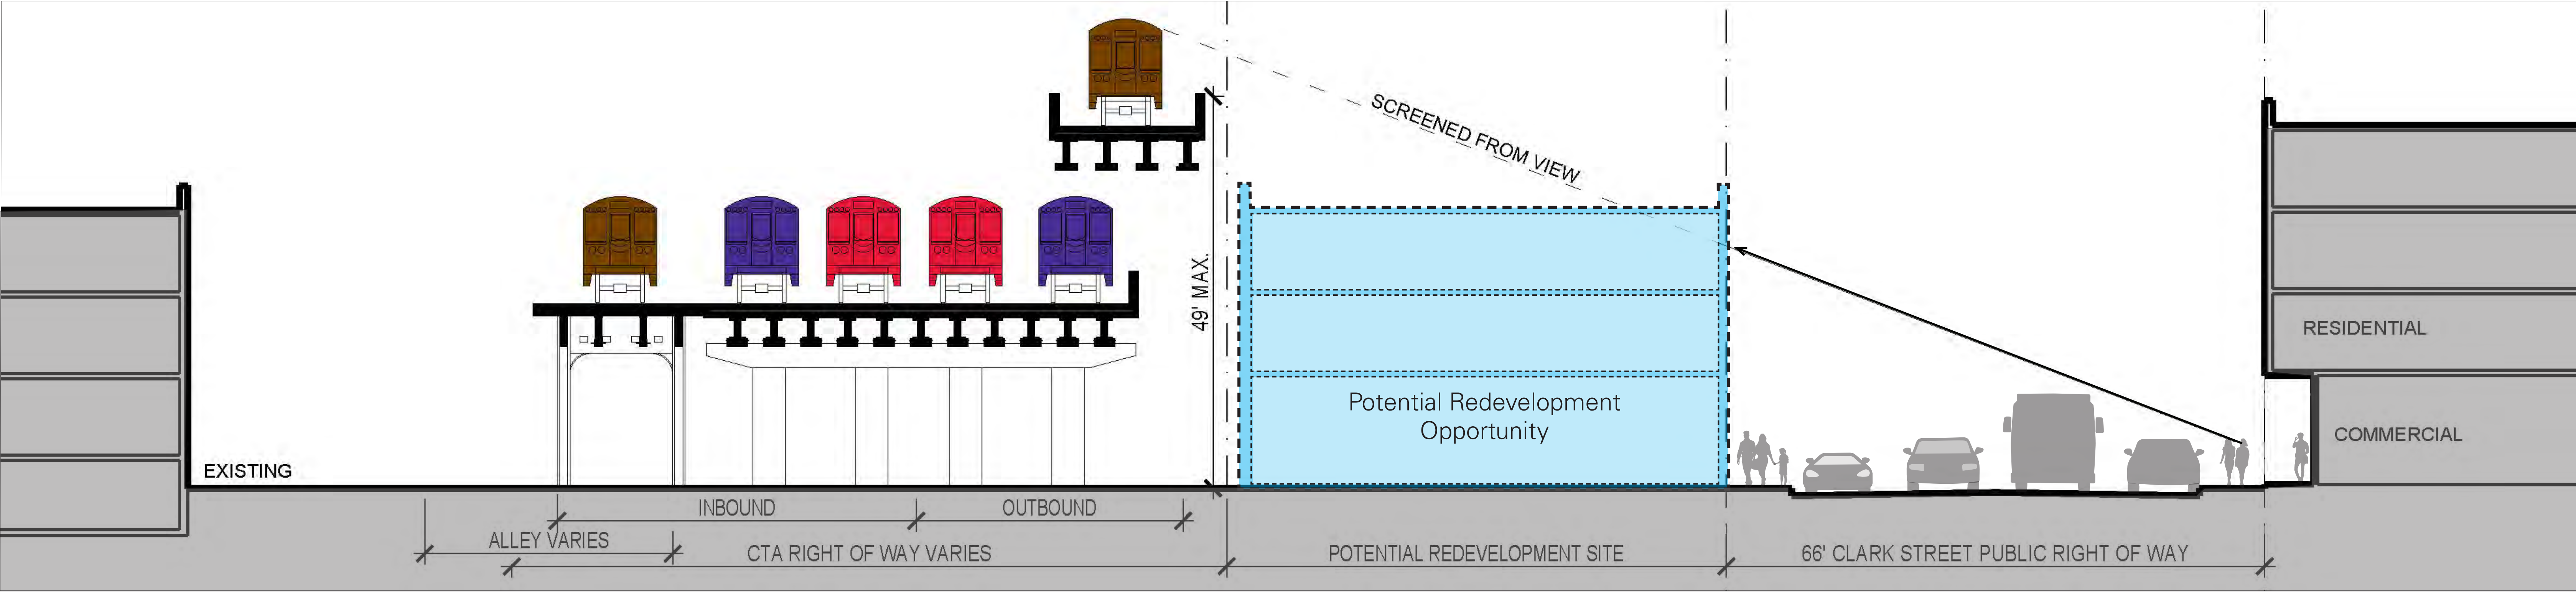 SCREENED FROM VIEW
49' MAX.
RESIDENTIAL
Potential Redevelopment
Opportunity
COMMERCIAL
EXISTING
INBOUND
OUTBOUND
ALLEY VARIES
CTA RIGHT OF WAY VARIES
POTENTIAL REDEVELOPMENT SITE
66' CLARK STREET PUBLIC RIGHT OF WAY